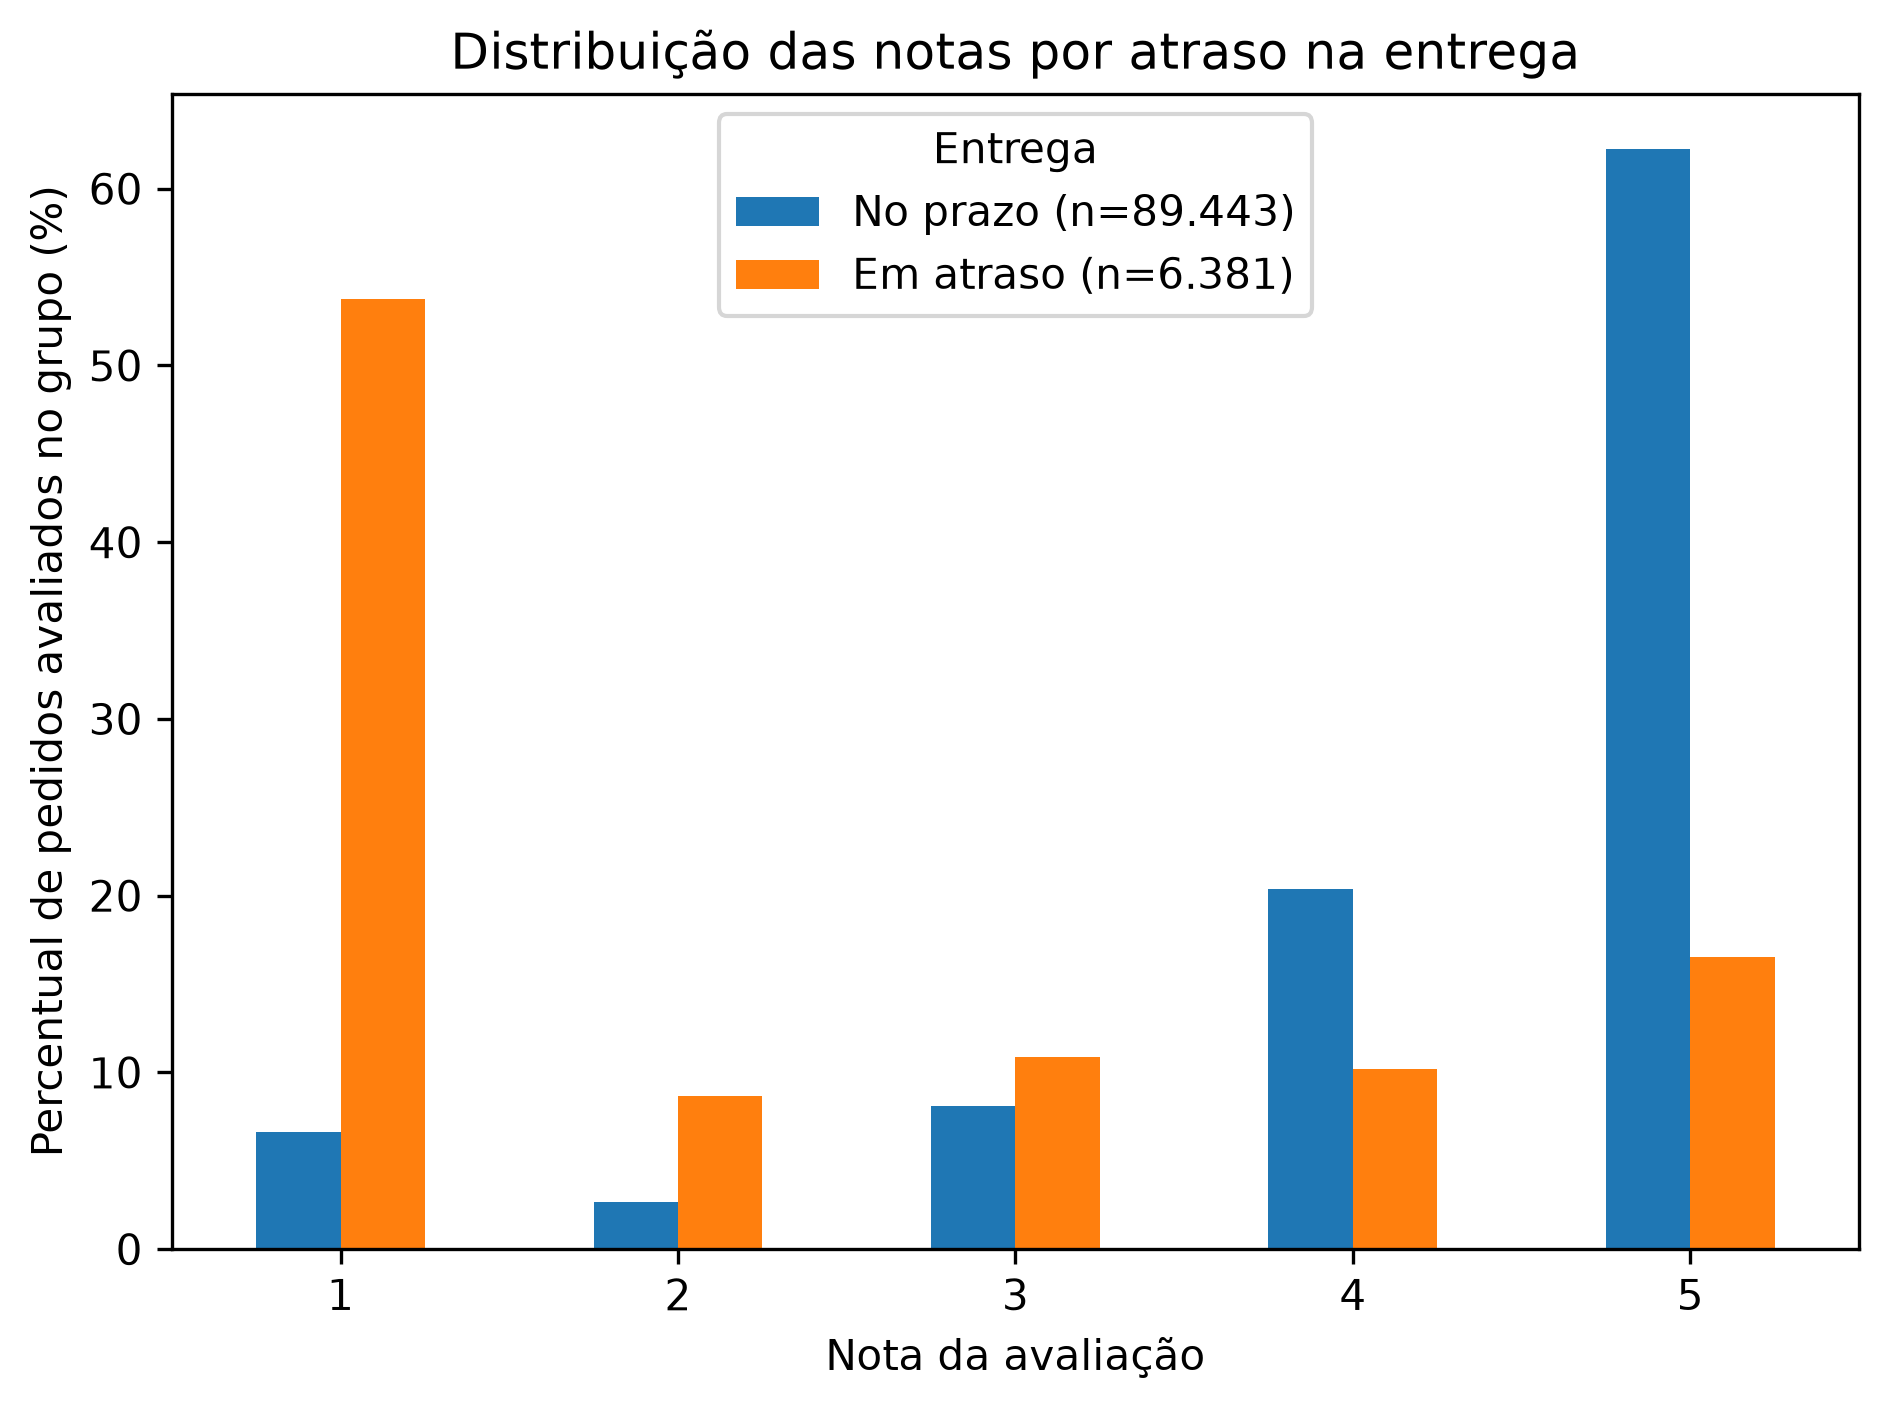 Distribuição das notas por atraso na entrega
Entrega
No prazo (n=89.443)
Em atraso (n=6.381)
Percentual de pedidos avaliados no grupo (%)
60
50
40
30
20
10
0
1 2 3 4 5
Nota da avaliação